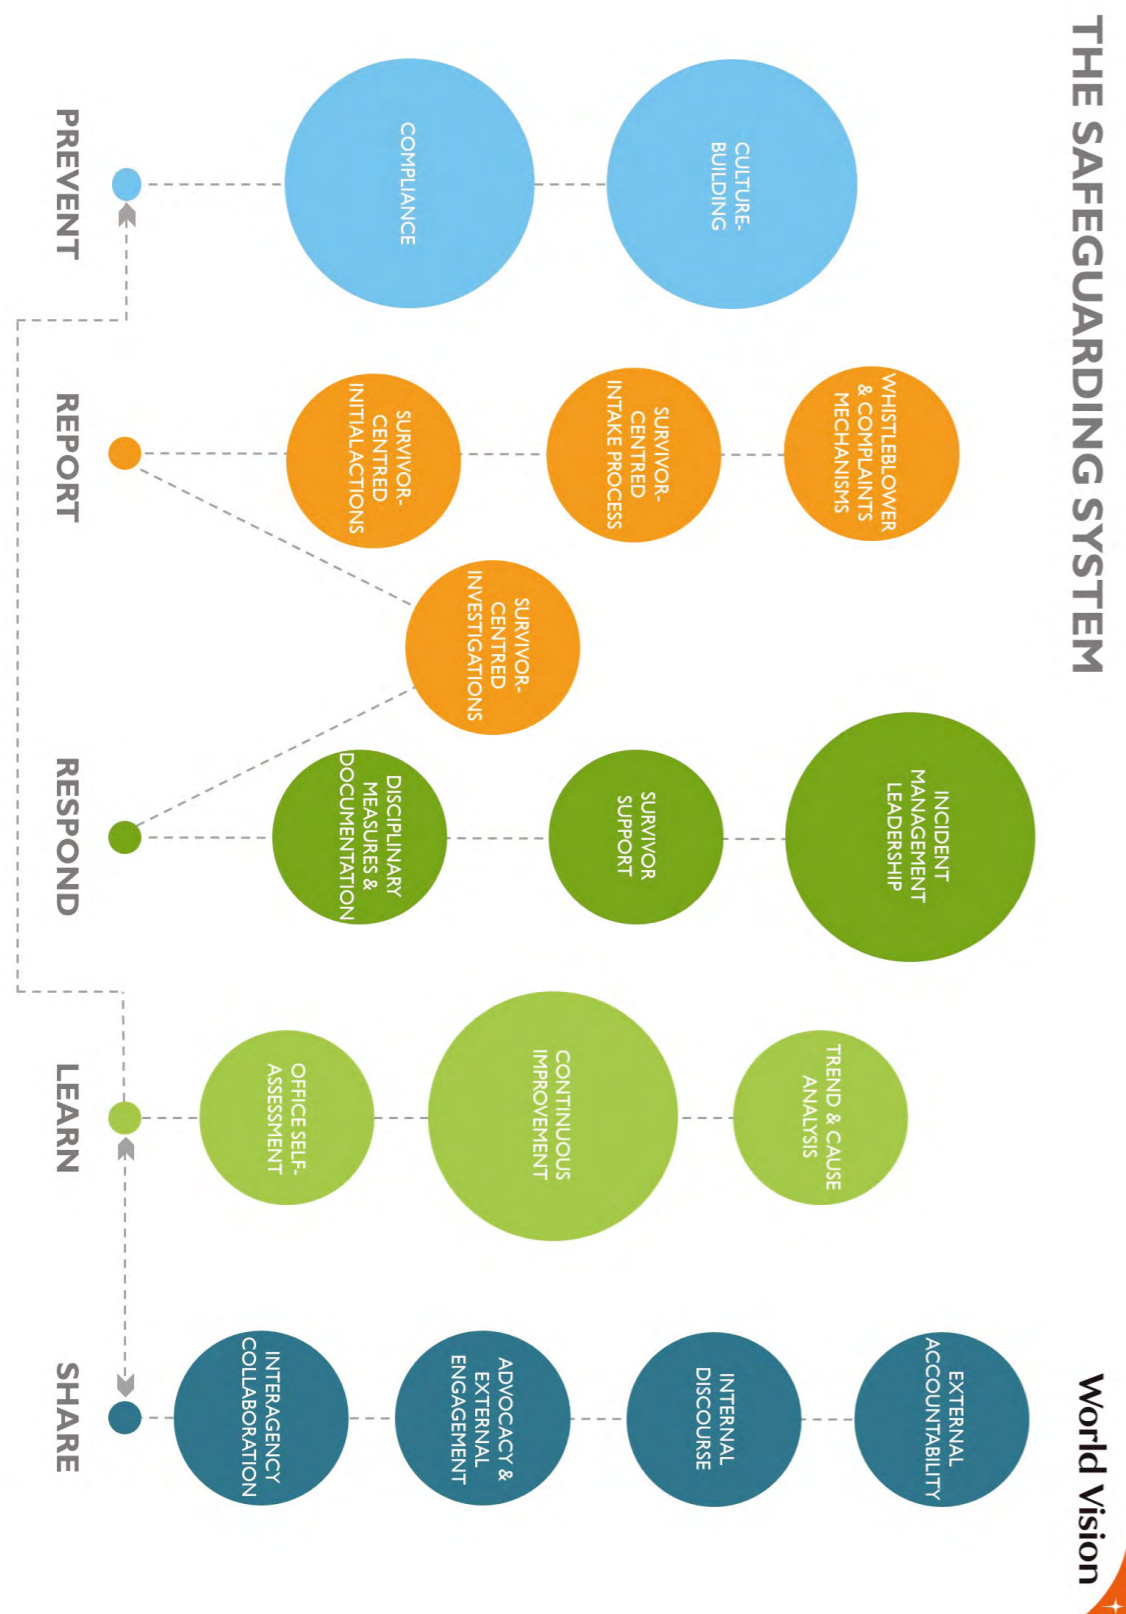 THE SAFEGUARDING SYSTEM
World Vision
CULTURE-
BUILDING
COMPLIANCE
PREVENT
WHISTLEBLOWER
& COMPLAINTS
MECHANISMS
SURVIVOR-
CENTRED
INTAKE PROCESS
SURVIVOR-
CENTRED
INITIAL ACTIONS
REPORT
SURVIVOR-
CENTRED
INVESTIGATIONS
INCIDENT
MANAGEMENT
LEADERSHIP
SURVIVOR
SUPPORT
DISCIPLINARY
MEASURES &
DOCUMENTATION
RESPOND
TREND & CAUSE
ANALYSIS
CONTINUOUS
IMPROVEMENT
OFFICE SELF-
ASSESSMENT
LEARN
EXTERNAL
ACCOUNTABILITY
INTERNAL
DISCOURSE
ADVOCACY &
EXTERNAL
ENGAGEMENT
INTERAGENCY
COLLABORATION
SHARE